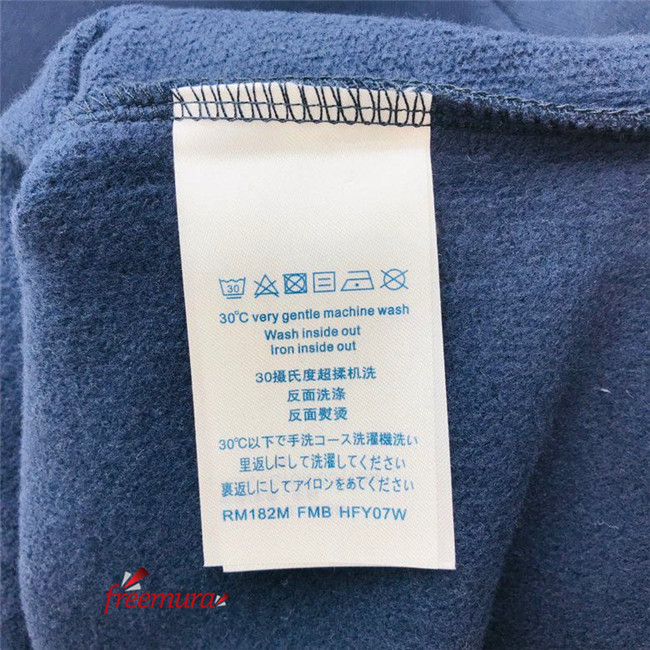 30
30℃ very gentle machine wash
Wash inside out
Iron inside out
30摄氏度超揉机洗
反面洗涤
反面熨烫
30℃以下で手洗コース洗濯機洗い
里返しにして洗濯してください
裏返しにしてアイロンをあてください
RM182M FMB HFY07W
freemura